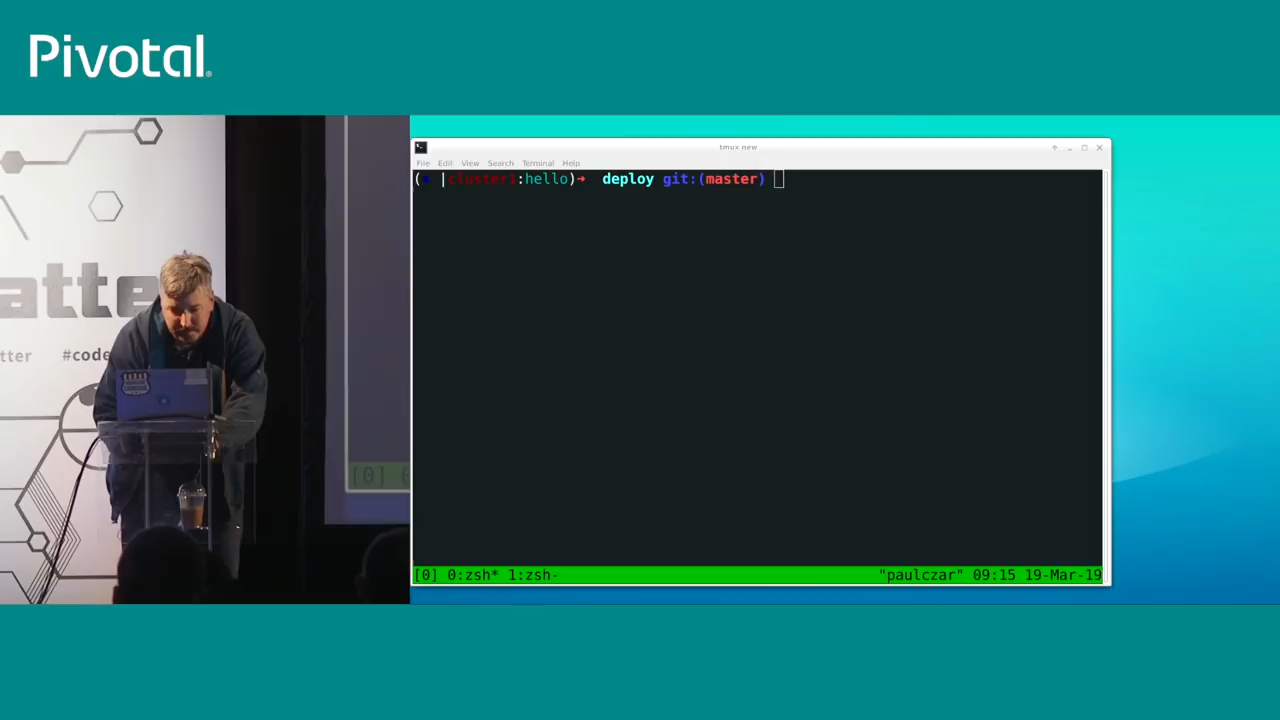 Pivotal
atte
tter #code
[0]
tmux new
File Edit View Search Terminal Help
( |cluster1:hello)➜ deploy git:(master)
[0] 0:zsh* 1:zsh- "paulczar" 09:15 19-Mar-19